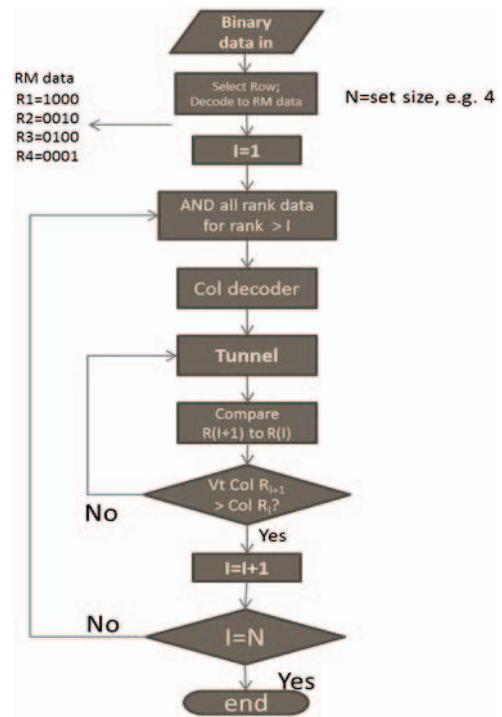 Binary
data in
RM data
R1=1000
R2=0010
R3=0100
R4=0001
Select Row;
Decode to RM data
N=set size, e.g. 4
I=1
AND all rank data
for rank > I
Col decoder
Tunnel
Compare
R(I+1) to R(I)
Vt Col Ri+1
> Col Ri?
No
Yes
I=I+1
No
I=N
Yes
end